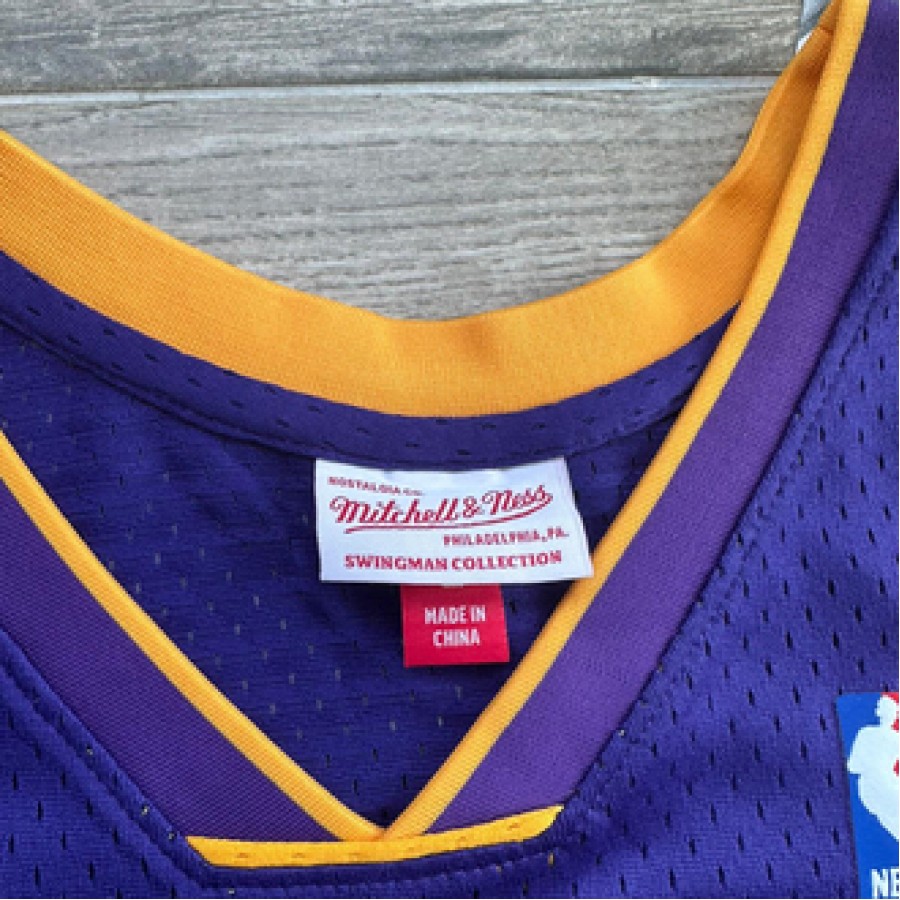 NOSTALGIA CO.
Mitchell & Ness
PHILADELPHIA, PA.
SWINGMAN COLLECTION
MADE IN
CHINA